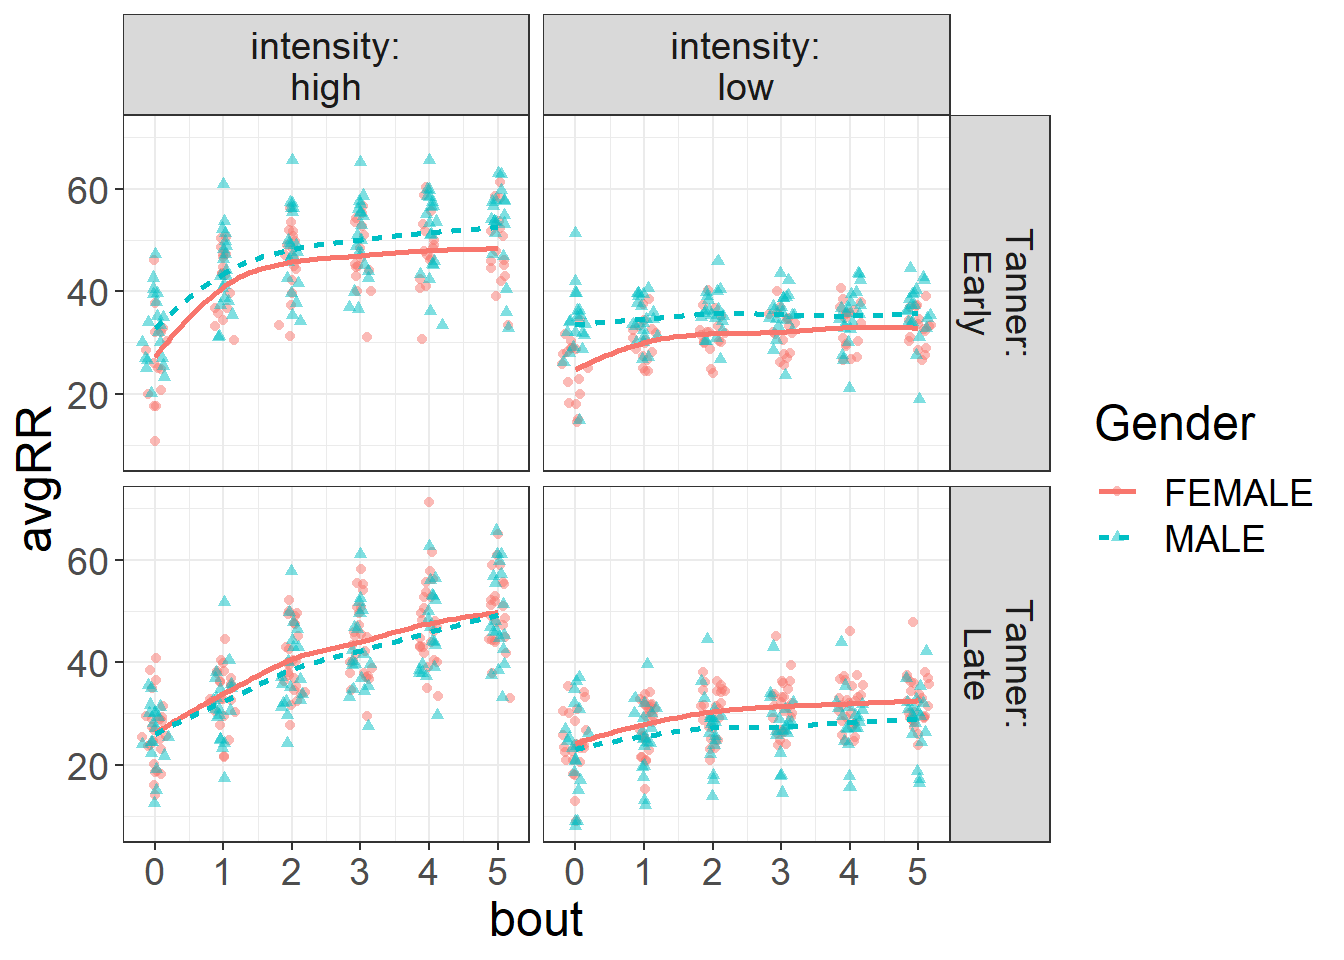 intensity:
high
intensity:
low
60
40
20
Tanner:
Early
60
40
20
Tanner:
Late
avgRR
0 1 2 3 4 5
0 1 2 3 4 5
bout
Gender
FEMALE
MALE